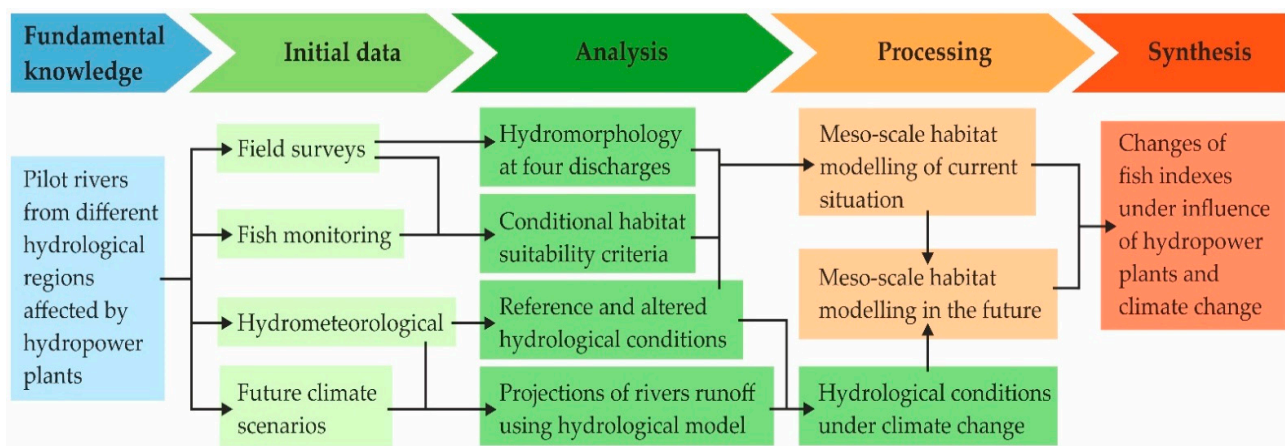 Fundamental
knowledge
Initial data
Analysis
Processing
Synthesis
Pilot rivers
from different
hydrological
regions
affected by
hydropower
plants
Field surveys
Fish monitoring
Hydrometeorological
Future climate
scenarios
Hydromorphology
at four discharges
Conditional habitat
suitability criteria
Reference and altered
hydrological conditions
Projections of rivers runoff
using hydrological model
Meso-scale habitat
modelling of current
situation
Meso-scale habitat
modelling in the future
Hydrological conditions
under climate change
Changes of
fish indexes
under influence
of hydropower
plants and
climate change